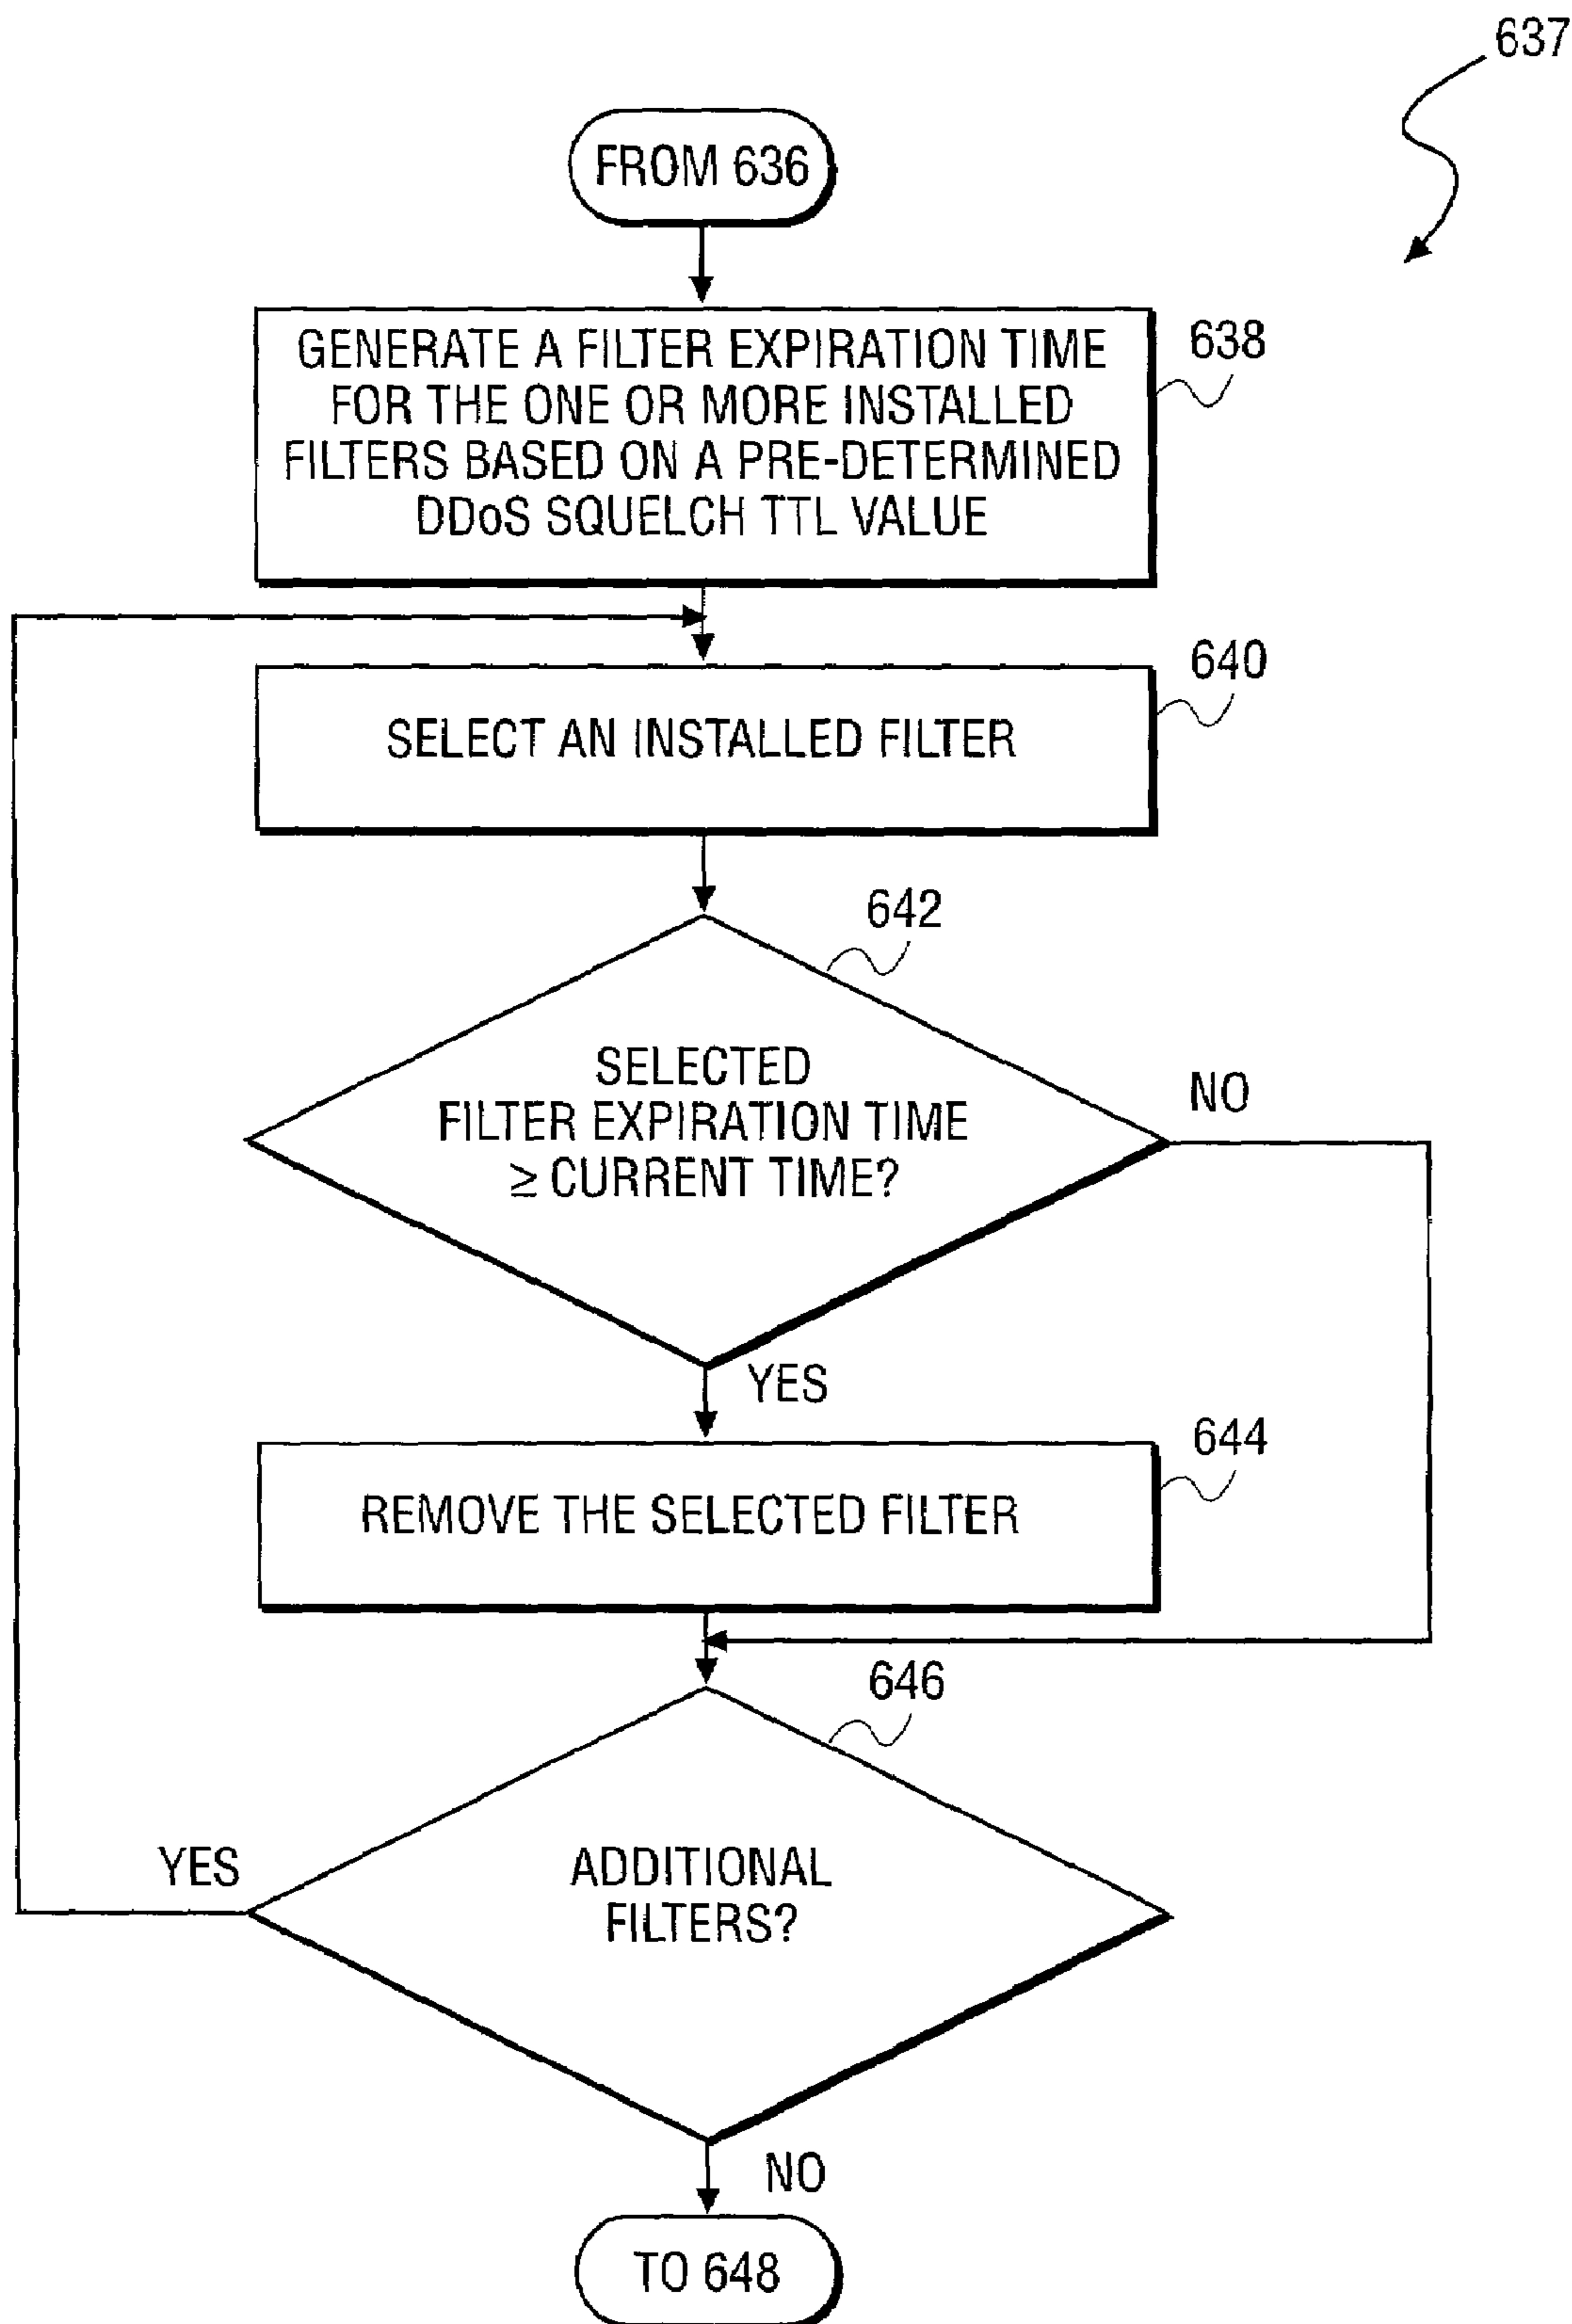 637
FROM 636
GENERATE A FILTER EXPIRATION TIME
FOR THE ONE OR MORE INSTALLED
FILTERS BASED ON A PRE-DETERMINED
DDoS SQUELCH TTL VALUE
638
640
SELECT AN INSTALLED FILTER
642
SELECTED
FILTER EXPIRATION TIME
≥ CURRENT TIME?
NO
YES
644
REMOVE THE SELECTED FILTER
646
YES
ADDITIONAL
FILTERS?
NO
TO 648